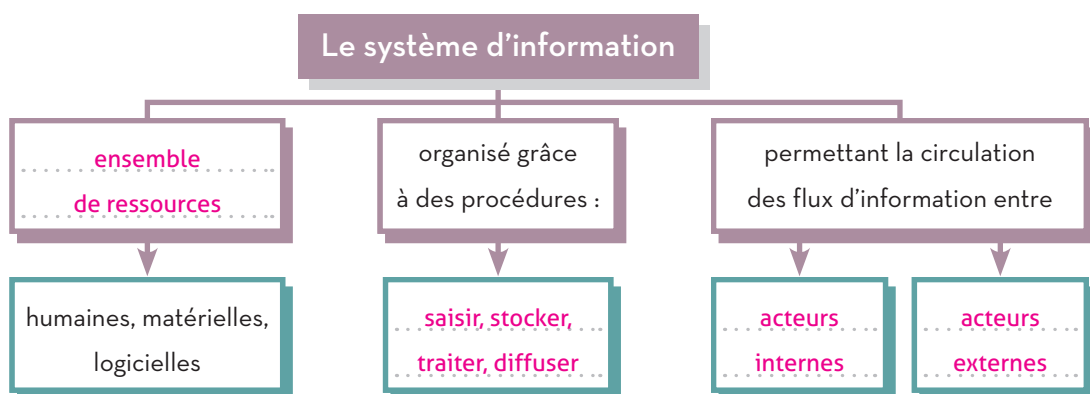 Le système d'information
ensemble
de ressources
organisé grâce
à des procédures :
permettant la circulation
des flux d'information entre
humaines, matérielles,
logicielles
saisir, stocker,
traiter, diffuser
acteurs
internes
acteurs
externes